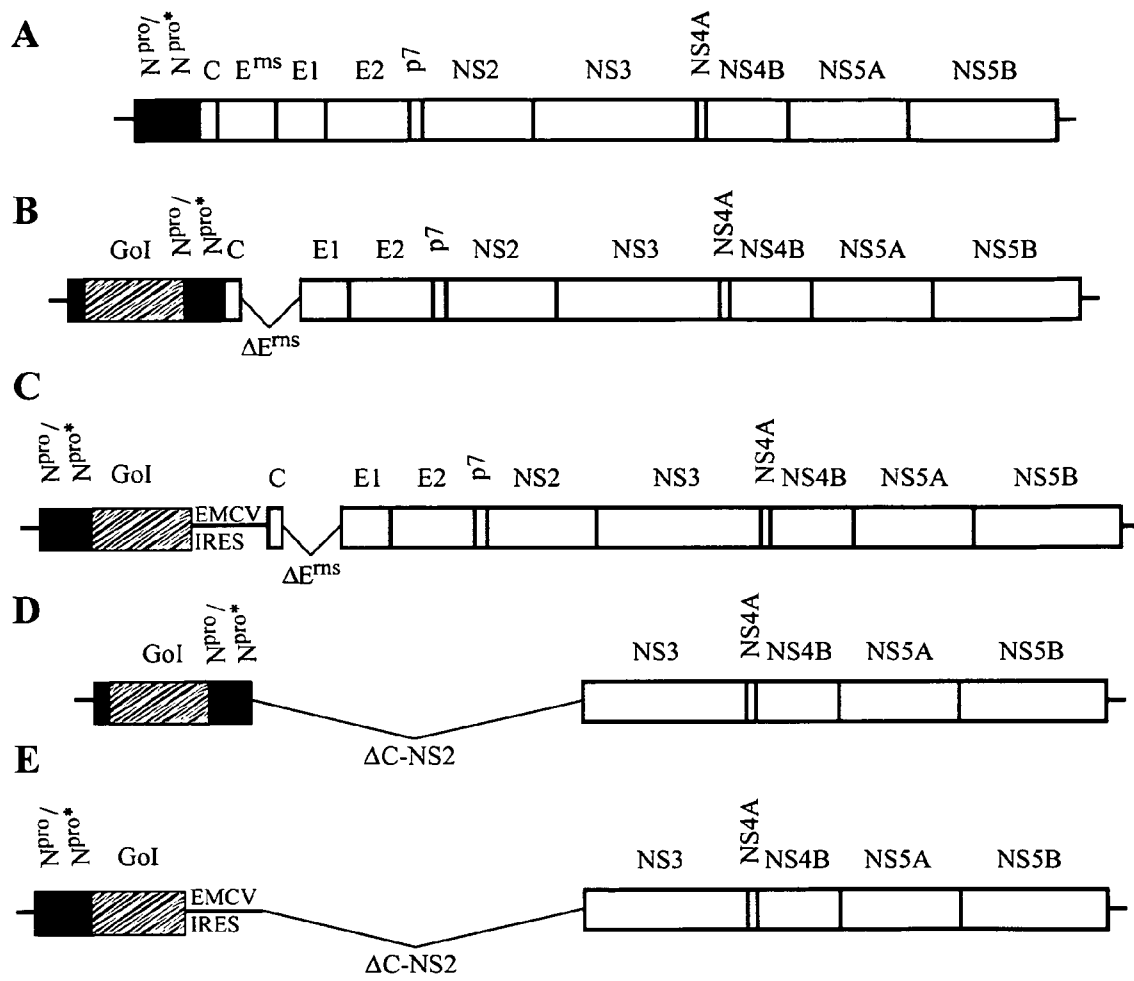 A
Npro/ Npro* C Erns E1 E2 p7 NS2 NS3 NS4A NS4B NS5A NS5B
B
GoI Npro/ Npro* C E1 E2 p7 NS2 NS3 NS4A NS4B NS5A NS5B
ΔErns
C
Npro/ Npro* GoI C E1 E2 p7 NS2 NS3 NS4A NS4B NS5A NS5B
EMCV
IRES
ΔErns
D
GoI Npro/ Npro* NS3 NS4A NS4B NS5A NS5B
ΔC-NS2
E
Npro/ Npro* GoI NS3 NS4A NS4B NS5A NS5B
EMCV
IRES
ΔC-NS2